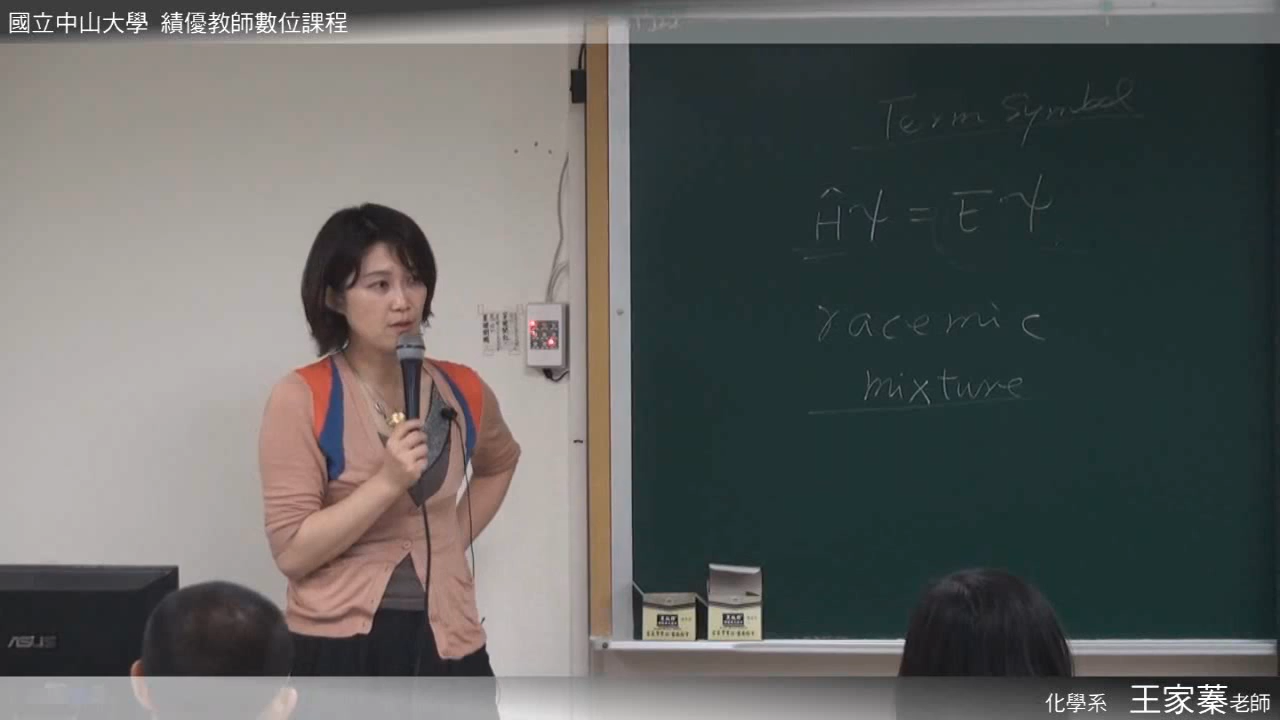 國立中山大學 績優教師數位課程
Term Symbol
Ĥψ = Eψ
racemic
mixture
ASUS
化學系 王家蓁老師